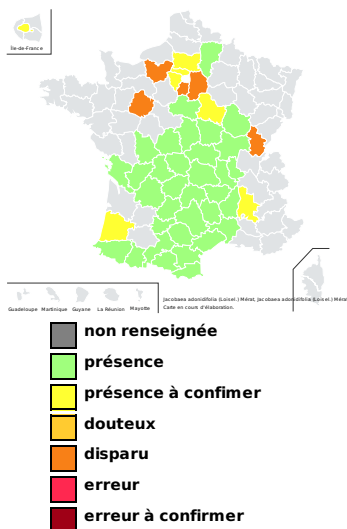 Île-de-France
Guadeloupe Martinique Guyane La Réunion Mayotte
Jacobaea adonidifolia (Loisel.) Mérat, Jacobaea adonidifolia (Loisel.) Mérat
Carte en cours d'élaboration.
non renseignée
présence
présence à confimer
douteux
disparu
erreur
erreur à confirmer